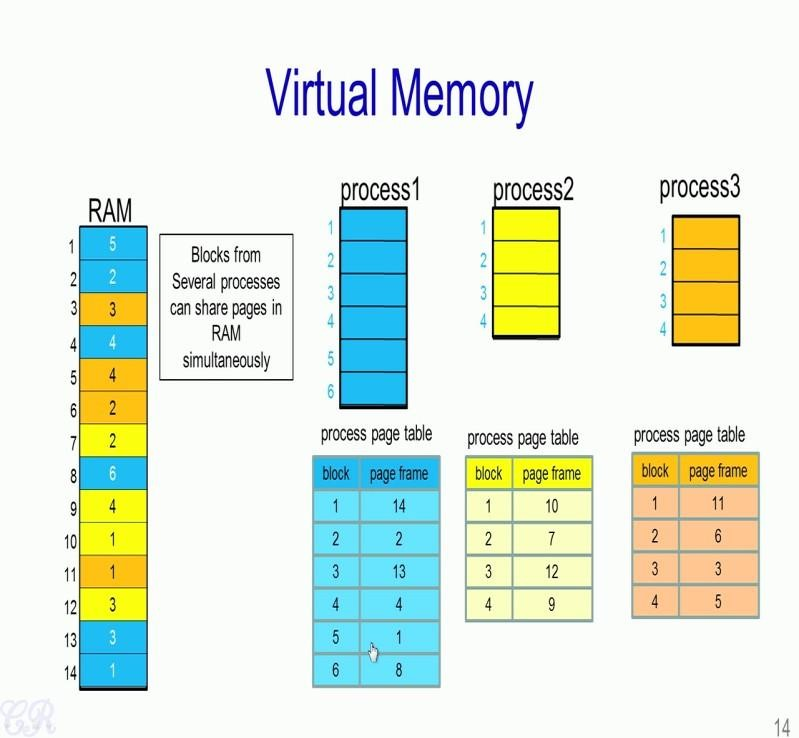 Virtual Memory
RAM
1 5
2 2
3 3
4 4
5 4
6 2
7 2
8 6
9 4
10 1
11 1
12 3
13 3
14 1
Blocks from
Several processes
can share pages in
RAM
simultaneously
process1
1
2
3
4
5
6
process2
1
2
3
4
process3
1
2
3
4
process page table
block page frame
1 14
2 2
3 13
4 4
5 1
6 8
process page table
block page frame
1 10
2 7
3 12
4 9
process page table
block page frame
1 11
2 6
3 3
4 5
CR
14